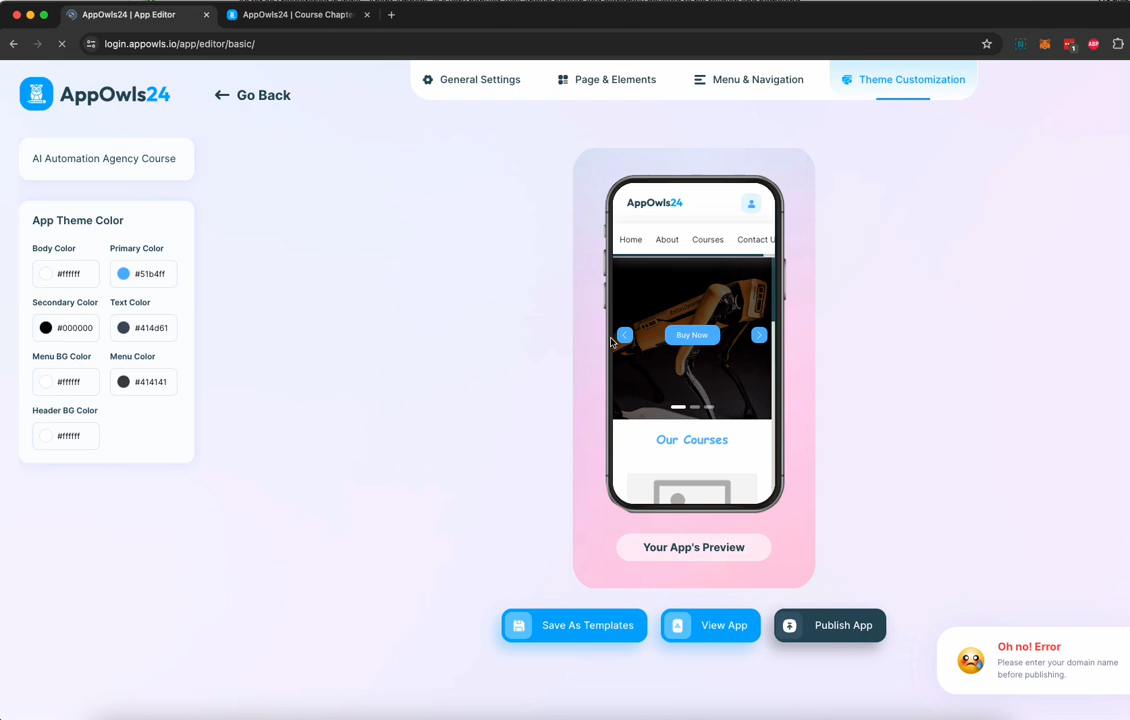 AppOwls24 | App Editor
AppOwls24 | Course Chapte
login.appowls.io/app/editor/basic/
1
ABP
AppOwls24
Go Back
General Settings
Page & Elements
Menu & Navigation
Theme Customization
AI Automation Agency Course
App Theme Color
Body Color
Primary Color
#ffffff
#51b4ff
Secondary Color
Text Color
#000000
#414d61
Menu BG Color
Menu Color
#ffffff
#414141
Header BG Color
#ffffff
AppOwls24
Home
About
Courses
Contact U
Buy Now
Our Courses
Your App's Preview
Save As Templates
View App
Publish App
Oh no! Error
Please enter your domain name
before publishing.